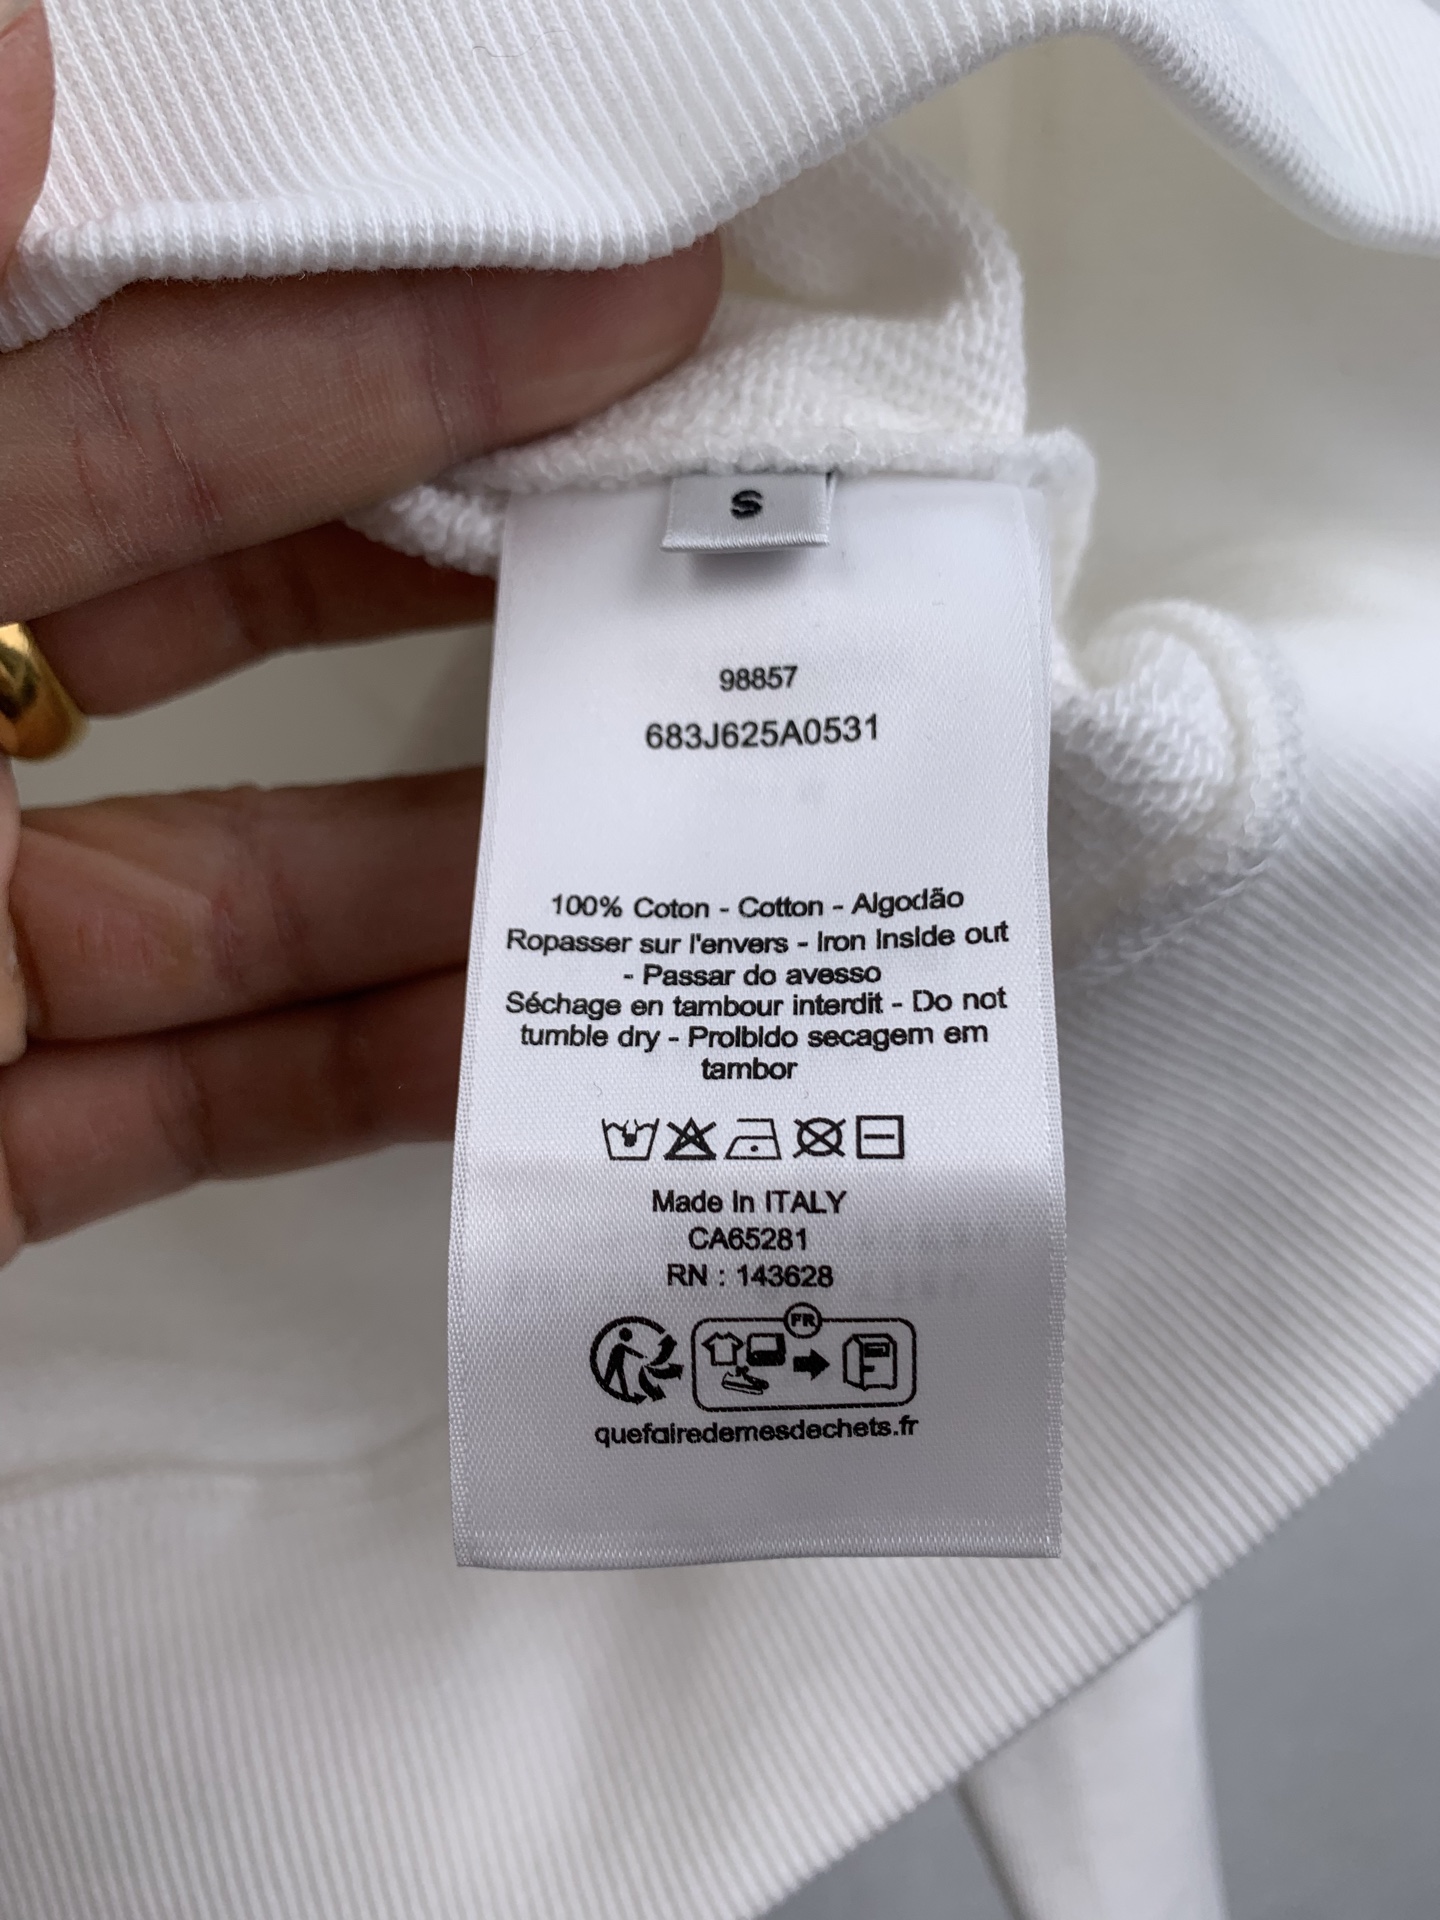 S
98857
683J625A0531
100% Coton - Cotton - Algodão
Ropasser sur l'envers - Iron Inside out
- Passar do avesso
Séchage en tambour interdit - Do not
tumble dry - Proibido secagem em
tambor
Made In ITALY
CA65281
RN : 143628
FR
quefairedemesdechets.fr